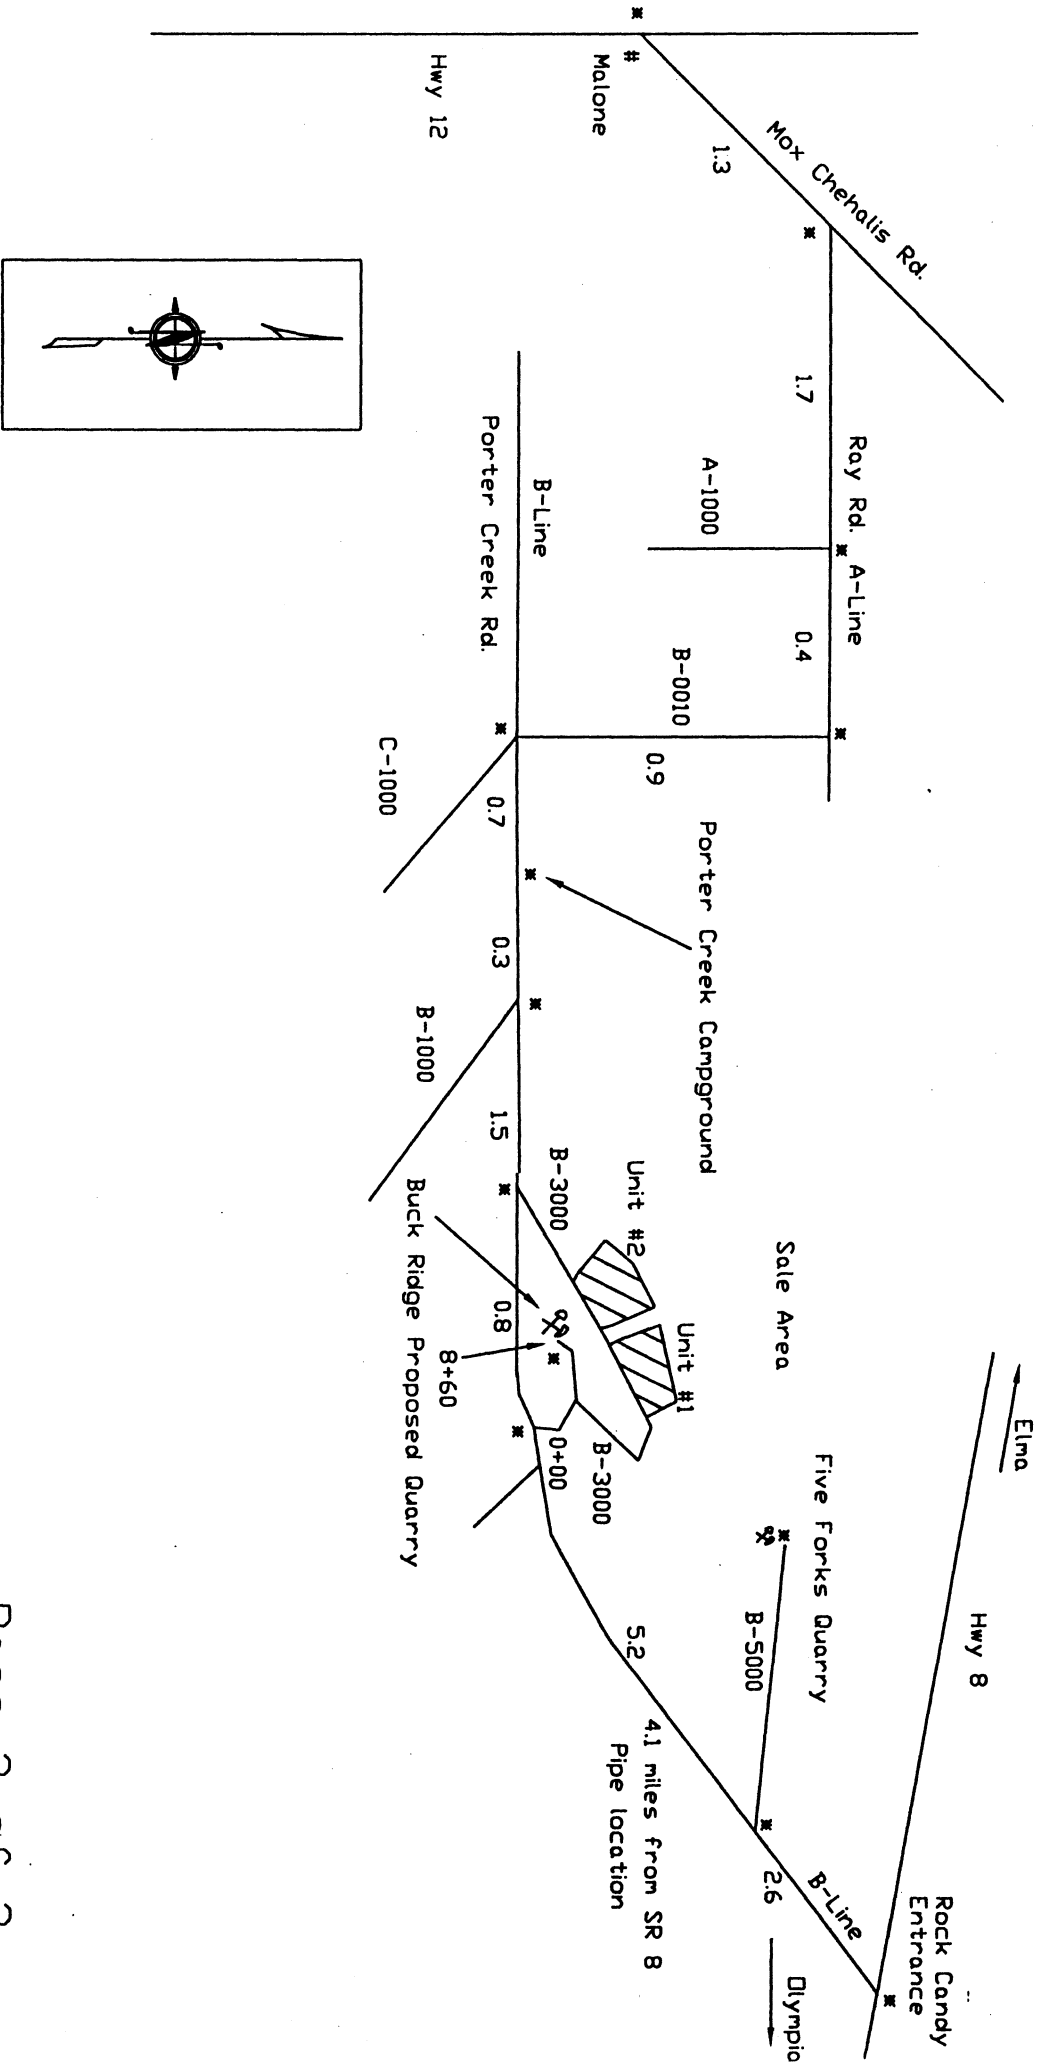 Elma
Hwy 8
Rock Candy
Entrance
Mox Chehalis Rd.
Ray Rd.
A-Line
Five Forks Quarry
B-Line
Olympia
1.7
0.4
Sale Area
B-5000
2.6
1.3
A-1000
B-0010
0.9
Porter Creek Campground
Unit #1
Unit #2
5.2
4.1 miles from SR 8
Pipe location
#
Malone
B-Line
B-3000
B-3000
0+00
Porter Creek Rd.
0.7
0.3
1.5
0.8
Hwy 12
8+60
B-1000
Buck Ridge Proposed Quarry
C-1000